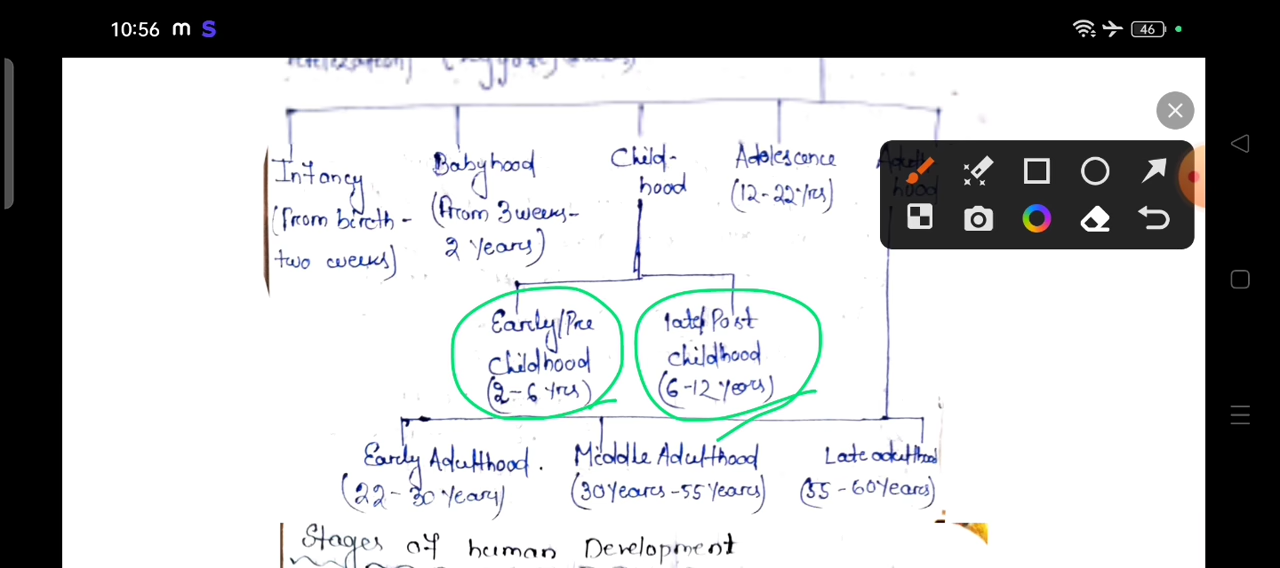 10:56 m S
46
Infancy
(From bircth -
two weeks)
Babyhood
(From 3 weeks-
2 Years)
Child-
hood
Adolescence
(12-22 Yrs)
Early/Pre
childhood
(2-6 Yrs)
late/Post
childhood
(6-12 Years)
Early Adulthood.
(22-30 Years)
Middle Adulthood
(30 Years-55 Years)
Late adulthood
(55-60 Years)
Stages of human Development